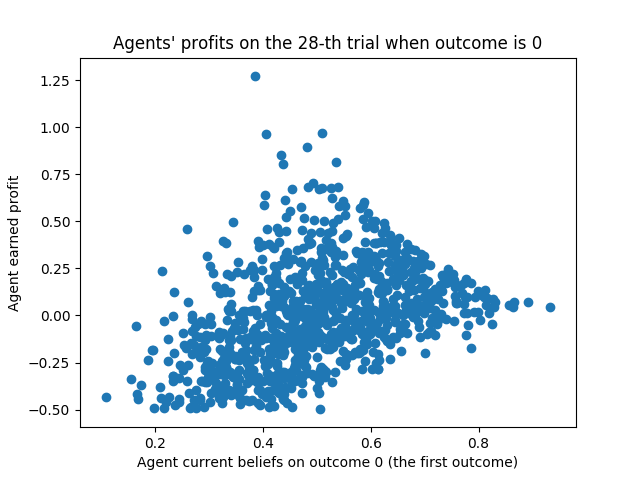 Agents' profits on the 28-th trial when outcome is 0
1.25
1.00
0.75
0.50
0.25
0.00
−0.25
−0.50
Agent earned profit
0.2 0.4 0.6 0.8
Agent current beliefs on outcome 0 (the first outcome)